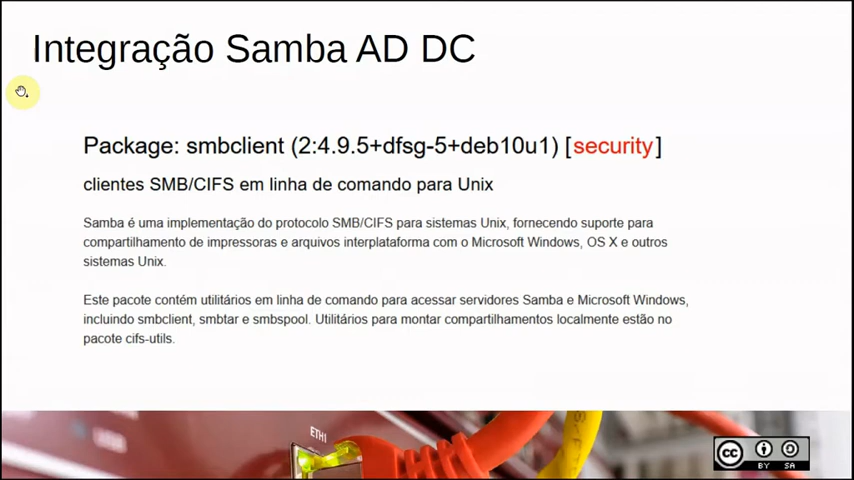 Integração Samba AD DC
Package: smbclient (2:4.9.5+dfsg-5+deb10u1) [security]
clientes SMB/CIFS em linha de comando para Unix
Samba é uma implementação do protocolo SMB/CIFS para sistemas Unix, fornecendo suporte para
compartilhamento de impressoras e arquivos interplataforma com o Microsoft Windows, OS X e outros
sistemas Unix.
Este pacote contém utilitários em linha de comando para acessar servidores Samba e Microsoft Windows,
incluindo smbclient, smbtar e smbspool. Utilitários para montar compartilhamentos localmente estão no
pacote cifs-utils.
ETH1
cc
BY SA